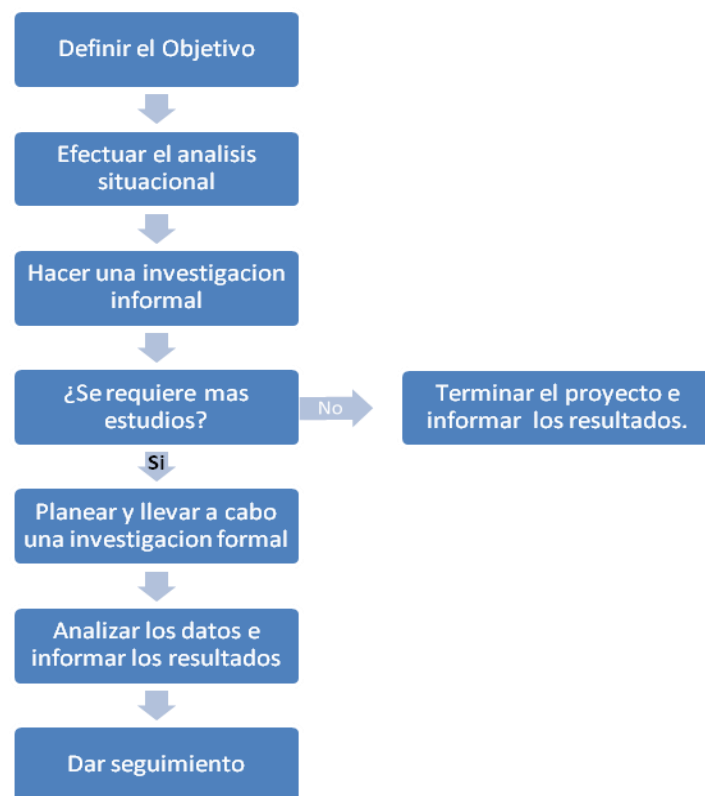 Definir el Objetivo
Efectuar el analisis
situacional
Hacer una investigacion
informal
¿Se requiere mas
estudios?
No
Terminar el proyecto e
informar los resultados.
Si
Planear y llevar a cabo
una investigacion formal
Analizar los datos e
informar los resultados
Dar seguimiento